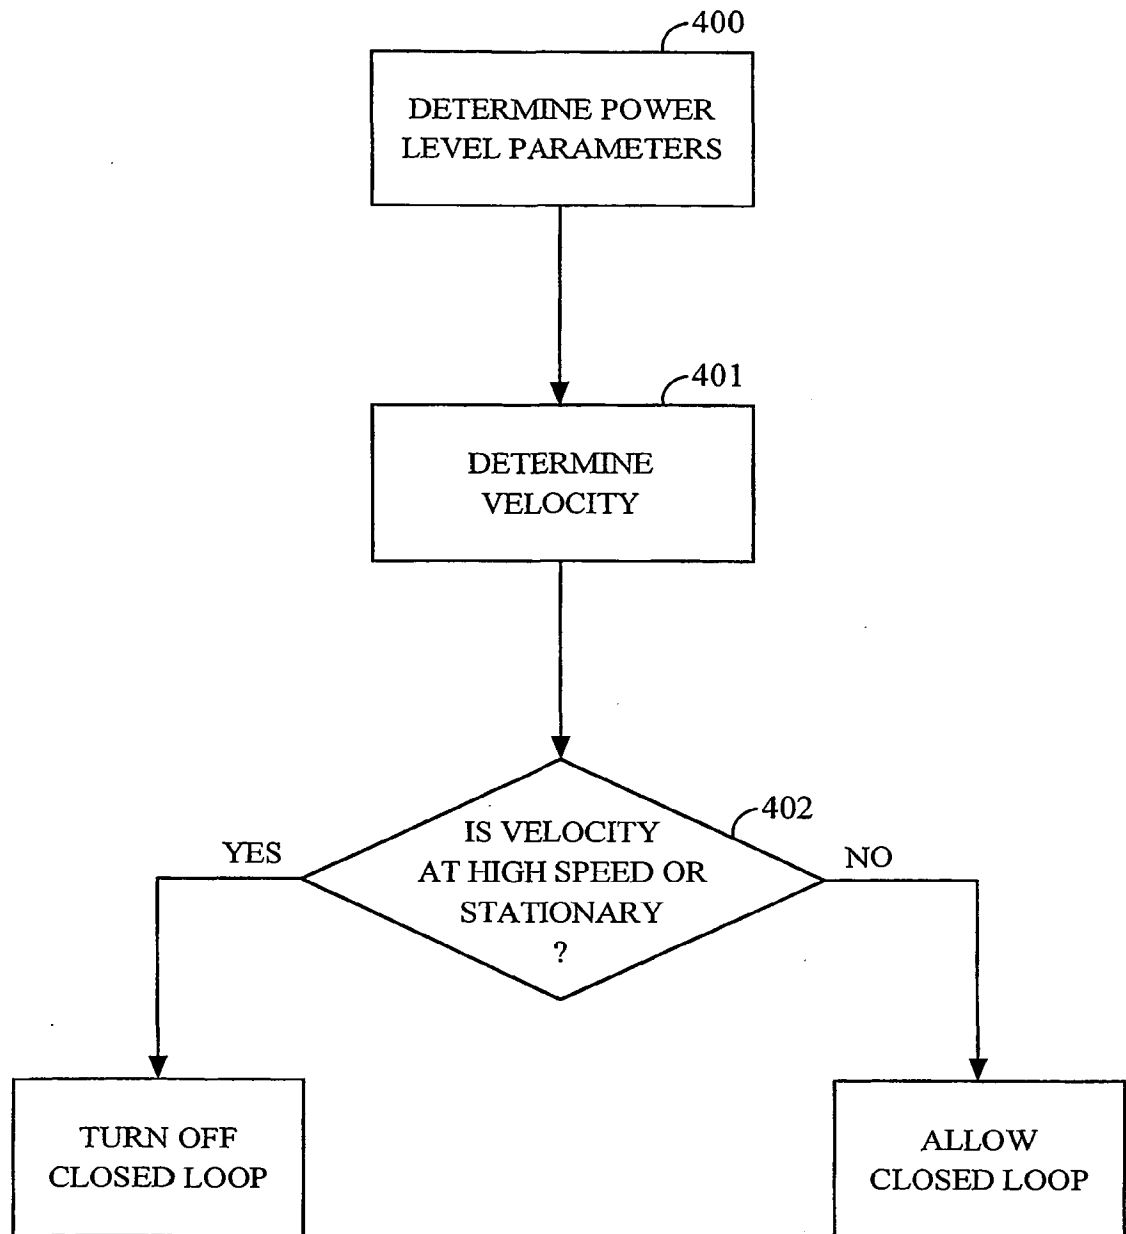 400
DETERMINE POWER
LEVEL PARAMETERS
401
DETERMINE
VELOCITY
402
IS VELOCITY
AT HIGH SPEED OR
STATIONARY
?
YES
NO
TURN OFF
CLOSED LOOP
ALLOW
CLOSED LOOP